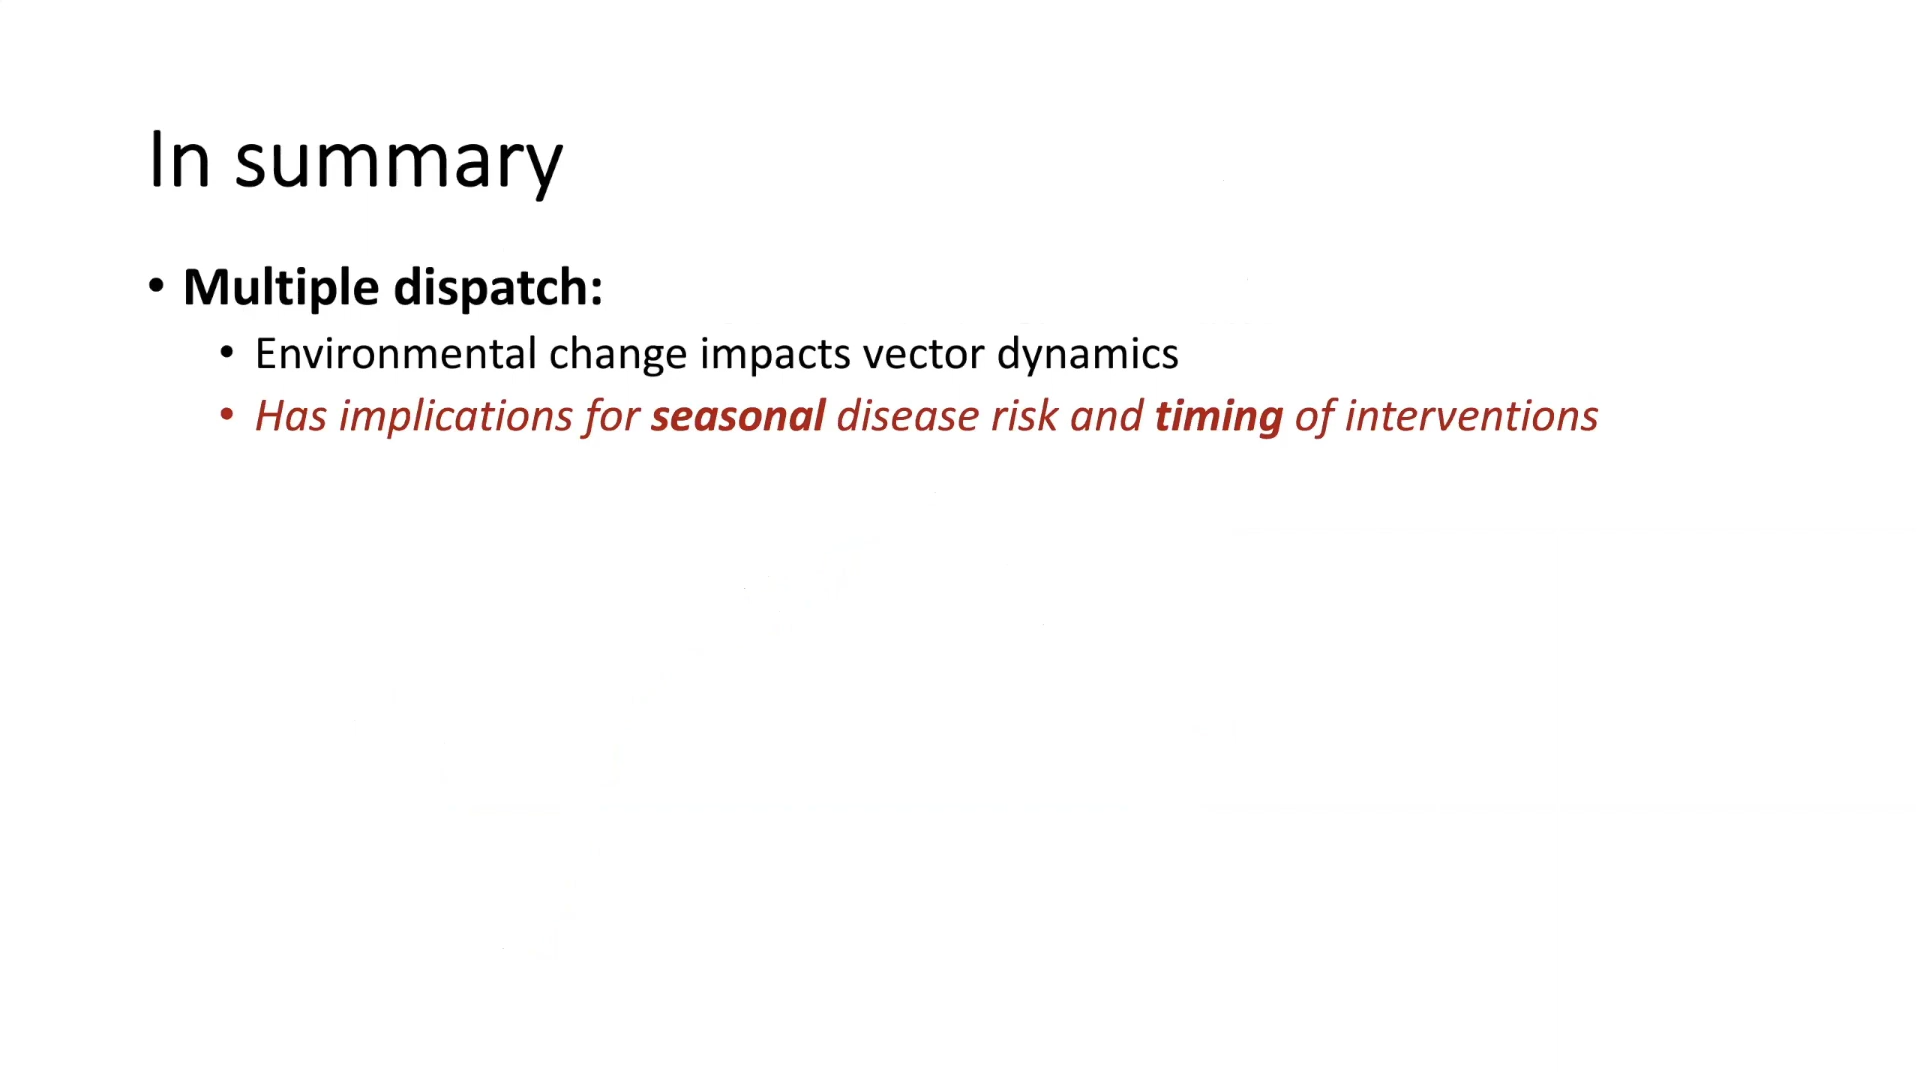 In summary
• Multiple dispatch:
• Environmental change impacts vector dynamics
• Has implications for seasonal disease risk and timing of interventions